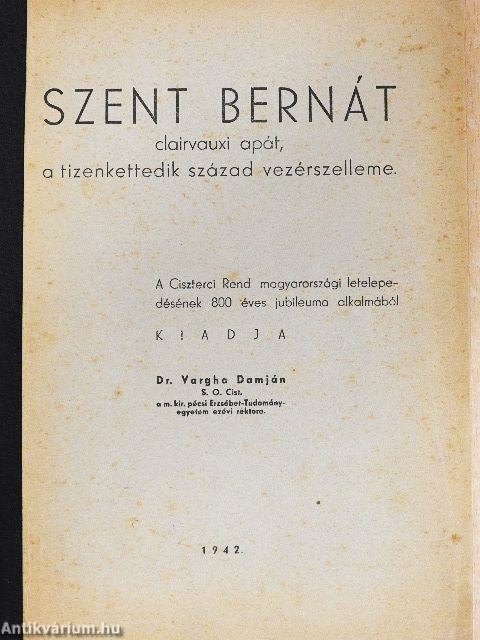 SZENT BERNÁT
clairvauxi apát,
a tizenkettedik század vezérszelleme.
A Ciszterci Rend magyarországi letelepe-
désének 800 éves jubileuma alkalmából
KIADJA
Dr. Vargha Damján
S. O. Cist.
a m. kir. pécsi Erzsébet-Tudomány-
egyetem ezévi rektora.
1942.
Antikvárium.hu